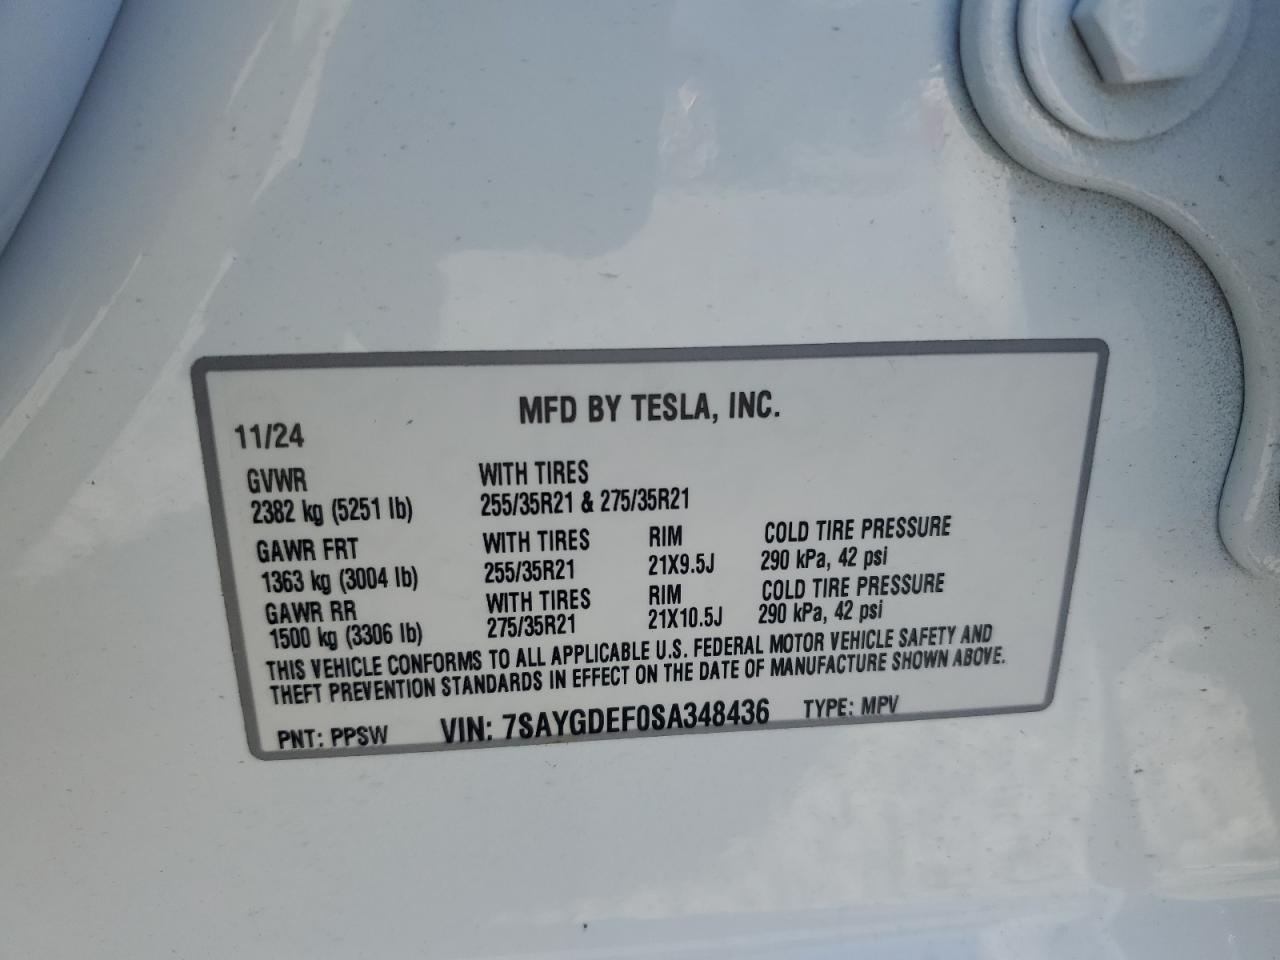 MFD BY TESLA, INC.
11/24
GVWR WITH TIRES
2382 kg (5251 lb) 255/35R21 & 275/35R21
GAWR FRT WITH TIRES RIM COLD TIRE PRESSURE
1363 kg (3004 lb) 255/35R21 21X9.5J 290 kPa, 42 psi
GAWR RR WITH TIRES RIM COLD TIRE PRESSURE
1500 kg (3306 lb) 275/35R21 21X10.5J 290 kPa, 42 psi
THIS VEHICLE CONFORMS TO ALL APPLICABLE U.S. FEDERAL MOTOR VEHICLE SAFETY AND
THEFT PREVENTION STANDARDS IN EFFECT ON THE DATE OF MANUFACTURE SHOWN ABOVE.
PNT: PPSW VIN: 7SAYGDEF0SA348436 TYPE: MPV